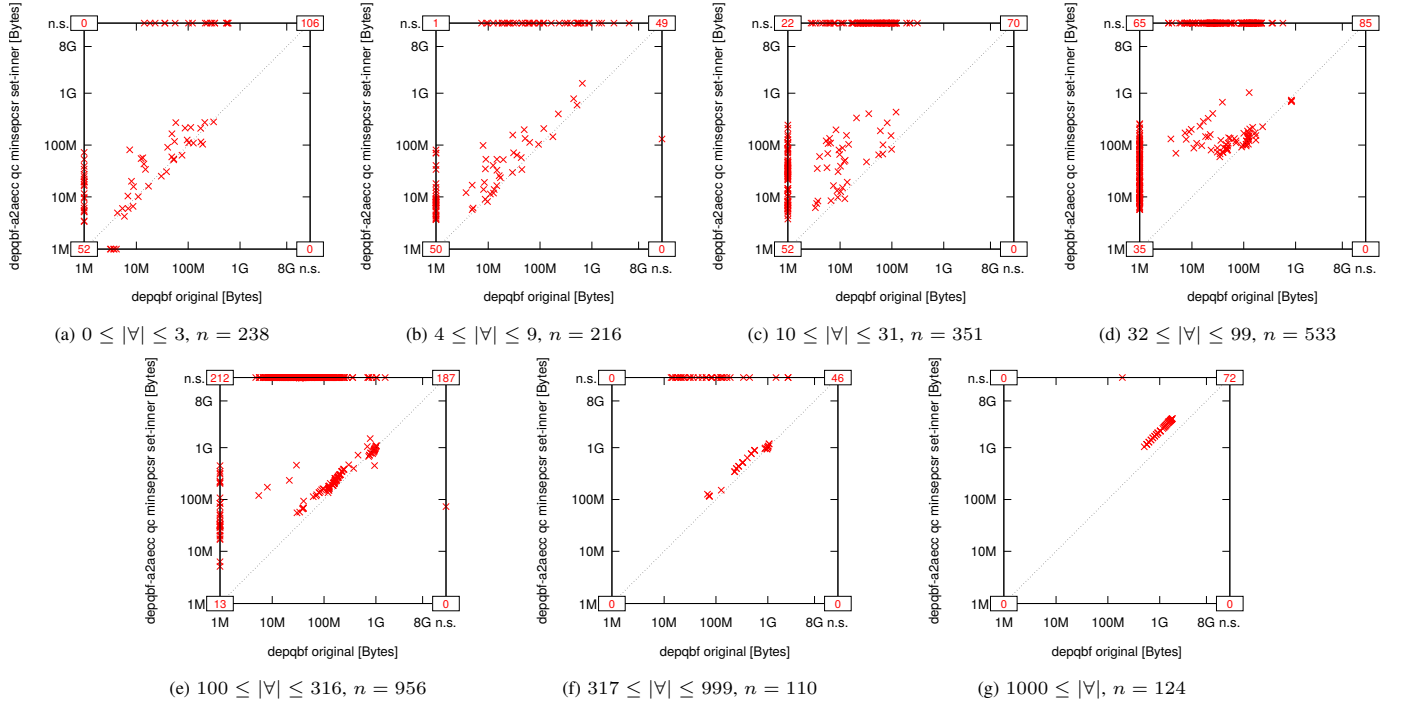 depqbf-a2aecc qc minsepcsr set-inner [Bytes]
n.s.
8G
1G
100M
10M
1M
0
106
52
0
1M 10M 100M 1G 8G n.s.
depqbf original [Bytes]
(a) 0 ≤ |∀| ≤ 3, n = 238
depqbf-a2aecc qc minsepcsr set-inner [Bytes]
n.s.
8G
1G
100M
10M
1M
1
49
50
0
1M 10M 100M 1G 8G n.s.
depqbf original [Bytes]
(b) 4 ≤ |∀| ≤ 9, n = 216
depqbf-a2aecc qc minsepcsr set-inner [Bytes]
n.s.
8G
1G
100M
10M
1M
22
70
52
0
1M 10M 100M 1G 8G n.s.
depqbf original [Bytes]
(c) 10 ≤ |∀| ≤ 31, n = 351
depqbf-a2aecc qc minsepcsr set-inner [Bytes]
n.s.
8G
1G
100M
10M
1M
65
85
35
0
1M 10M 100M 1G 8G n.s.
depqbf original [Bytes]
(d) 32 ≤ |∀| ≤ 99, n = 533
depqbf-a2aecc qc minsepcsr set-inner [Bytes]
n.s.
8G
1G
100M
10M
1M
212
187
13
0
1M 10M 100M 1G 8G n.s.
depqbf original [Bytes]
(e) 100 ≤ |∀| ≤ 316, n = 956
depqbf-a2aecc qc minsepcsr set-inner [Bytes]
n.s.
8G
1G
100M
10M
1M
0
46
0
0
1M 10M 100M 1G 8G n.s.
depqbf original [Bytes]
(f) 317 ≤ |∀| ≤ 999, n = 110
depqbf-a2aecc qc minsepcsr set-inner [Bytes]
n.s.
8G
1G
100M
10M
1M
0
72
0
0
1M 10M 100M 1G 8G n.s.
depqbf original [Bytes]
(g) 1000 ≤ |∀|, n = 124